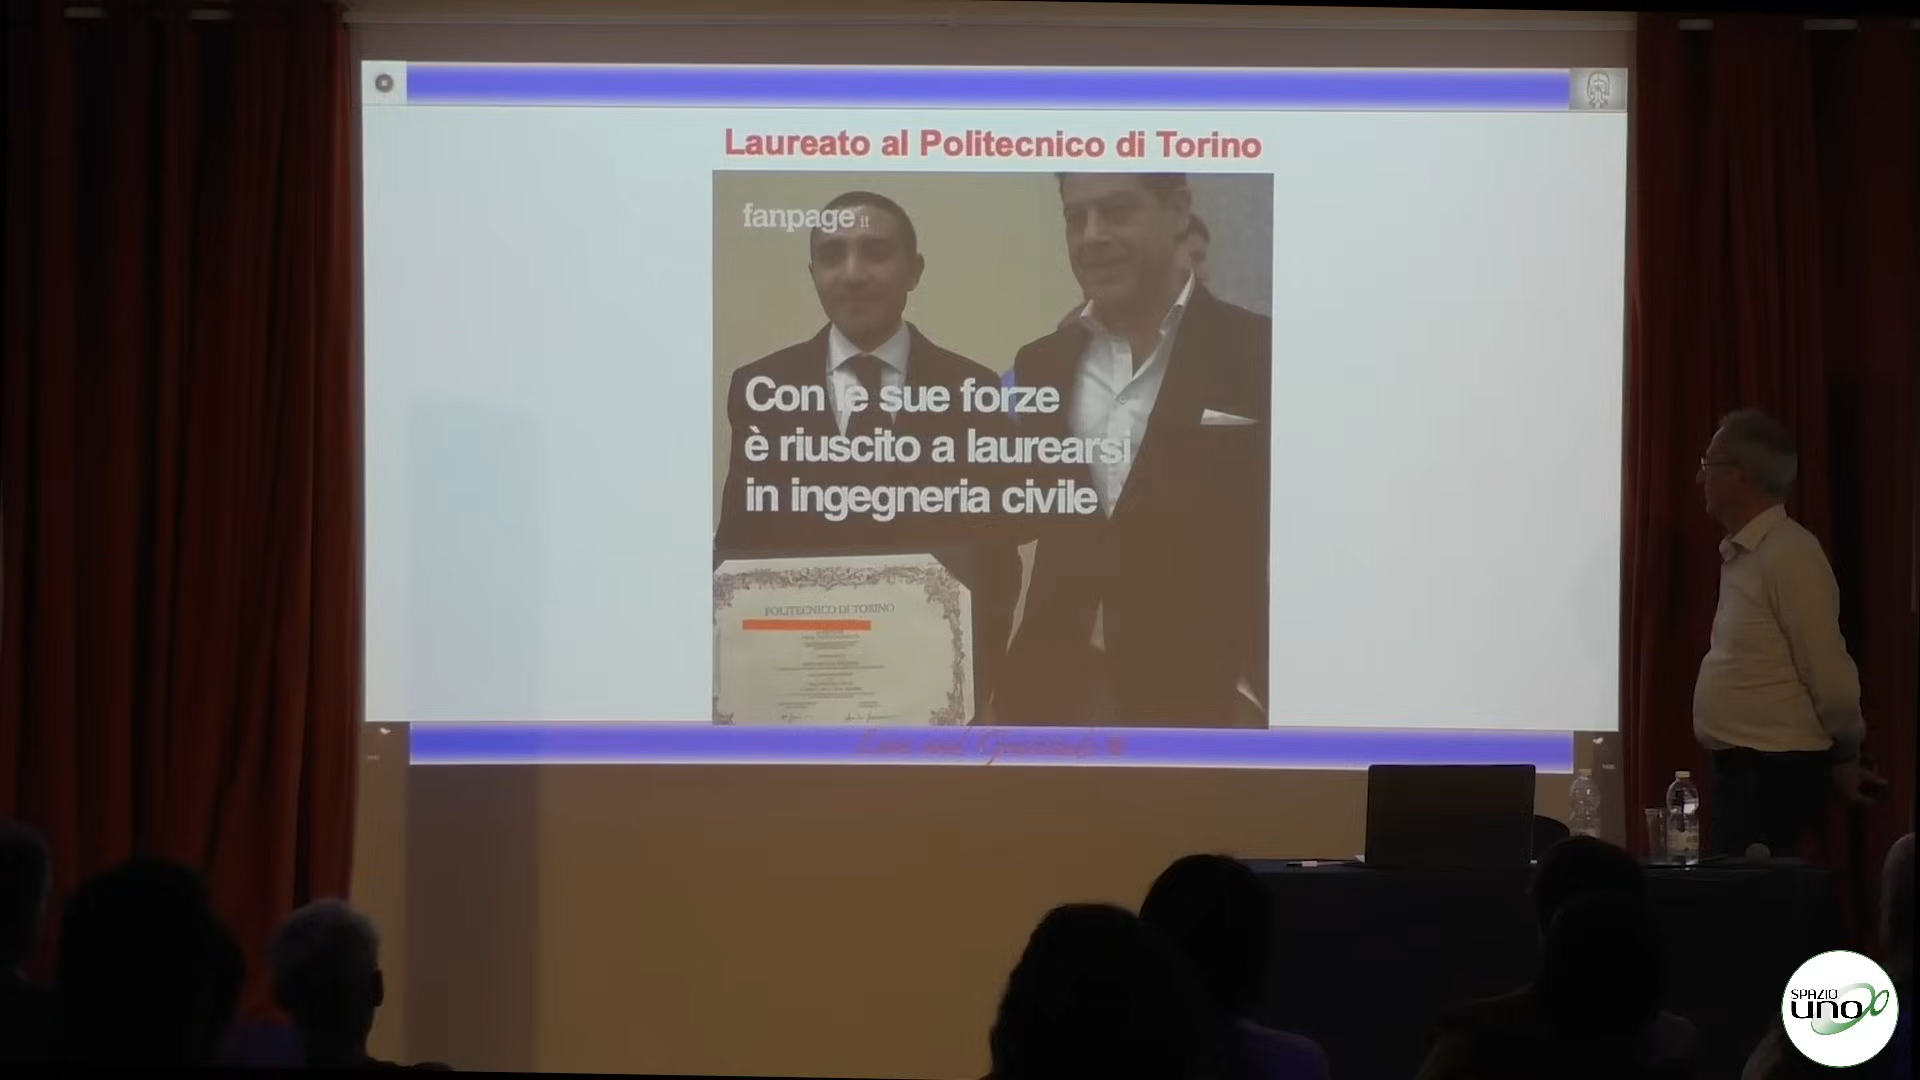 Laureato al Politecnico di Torino
fanpage.it
Con le sue forze
è riuscito a laurearsi
in ingegneria civile
POLITECNICO DI TORINO
SPAZIO
uno